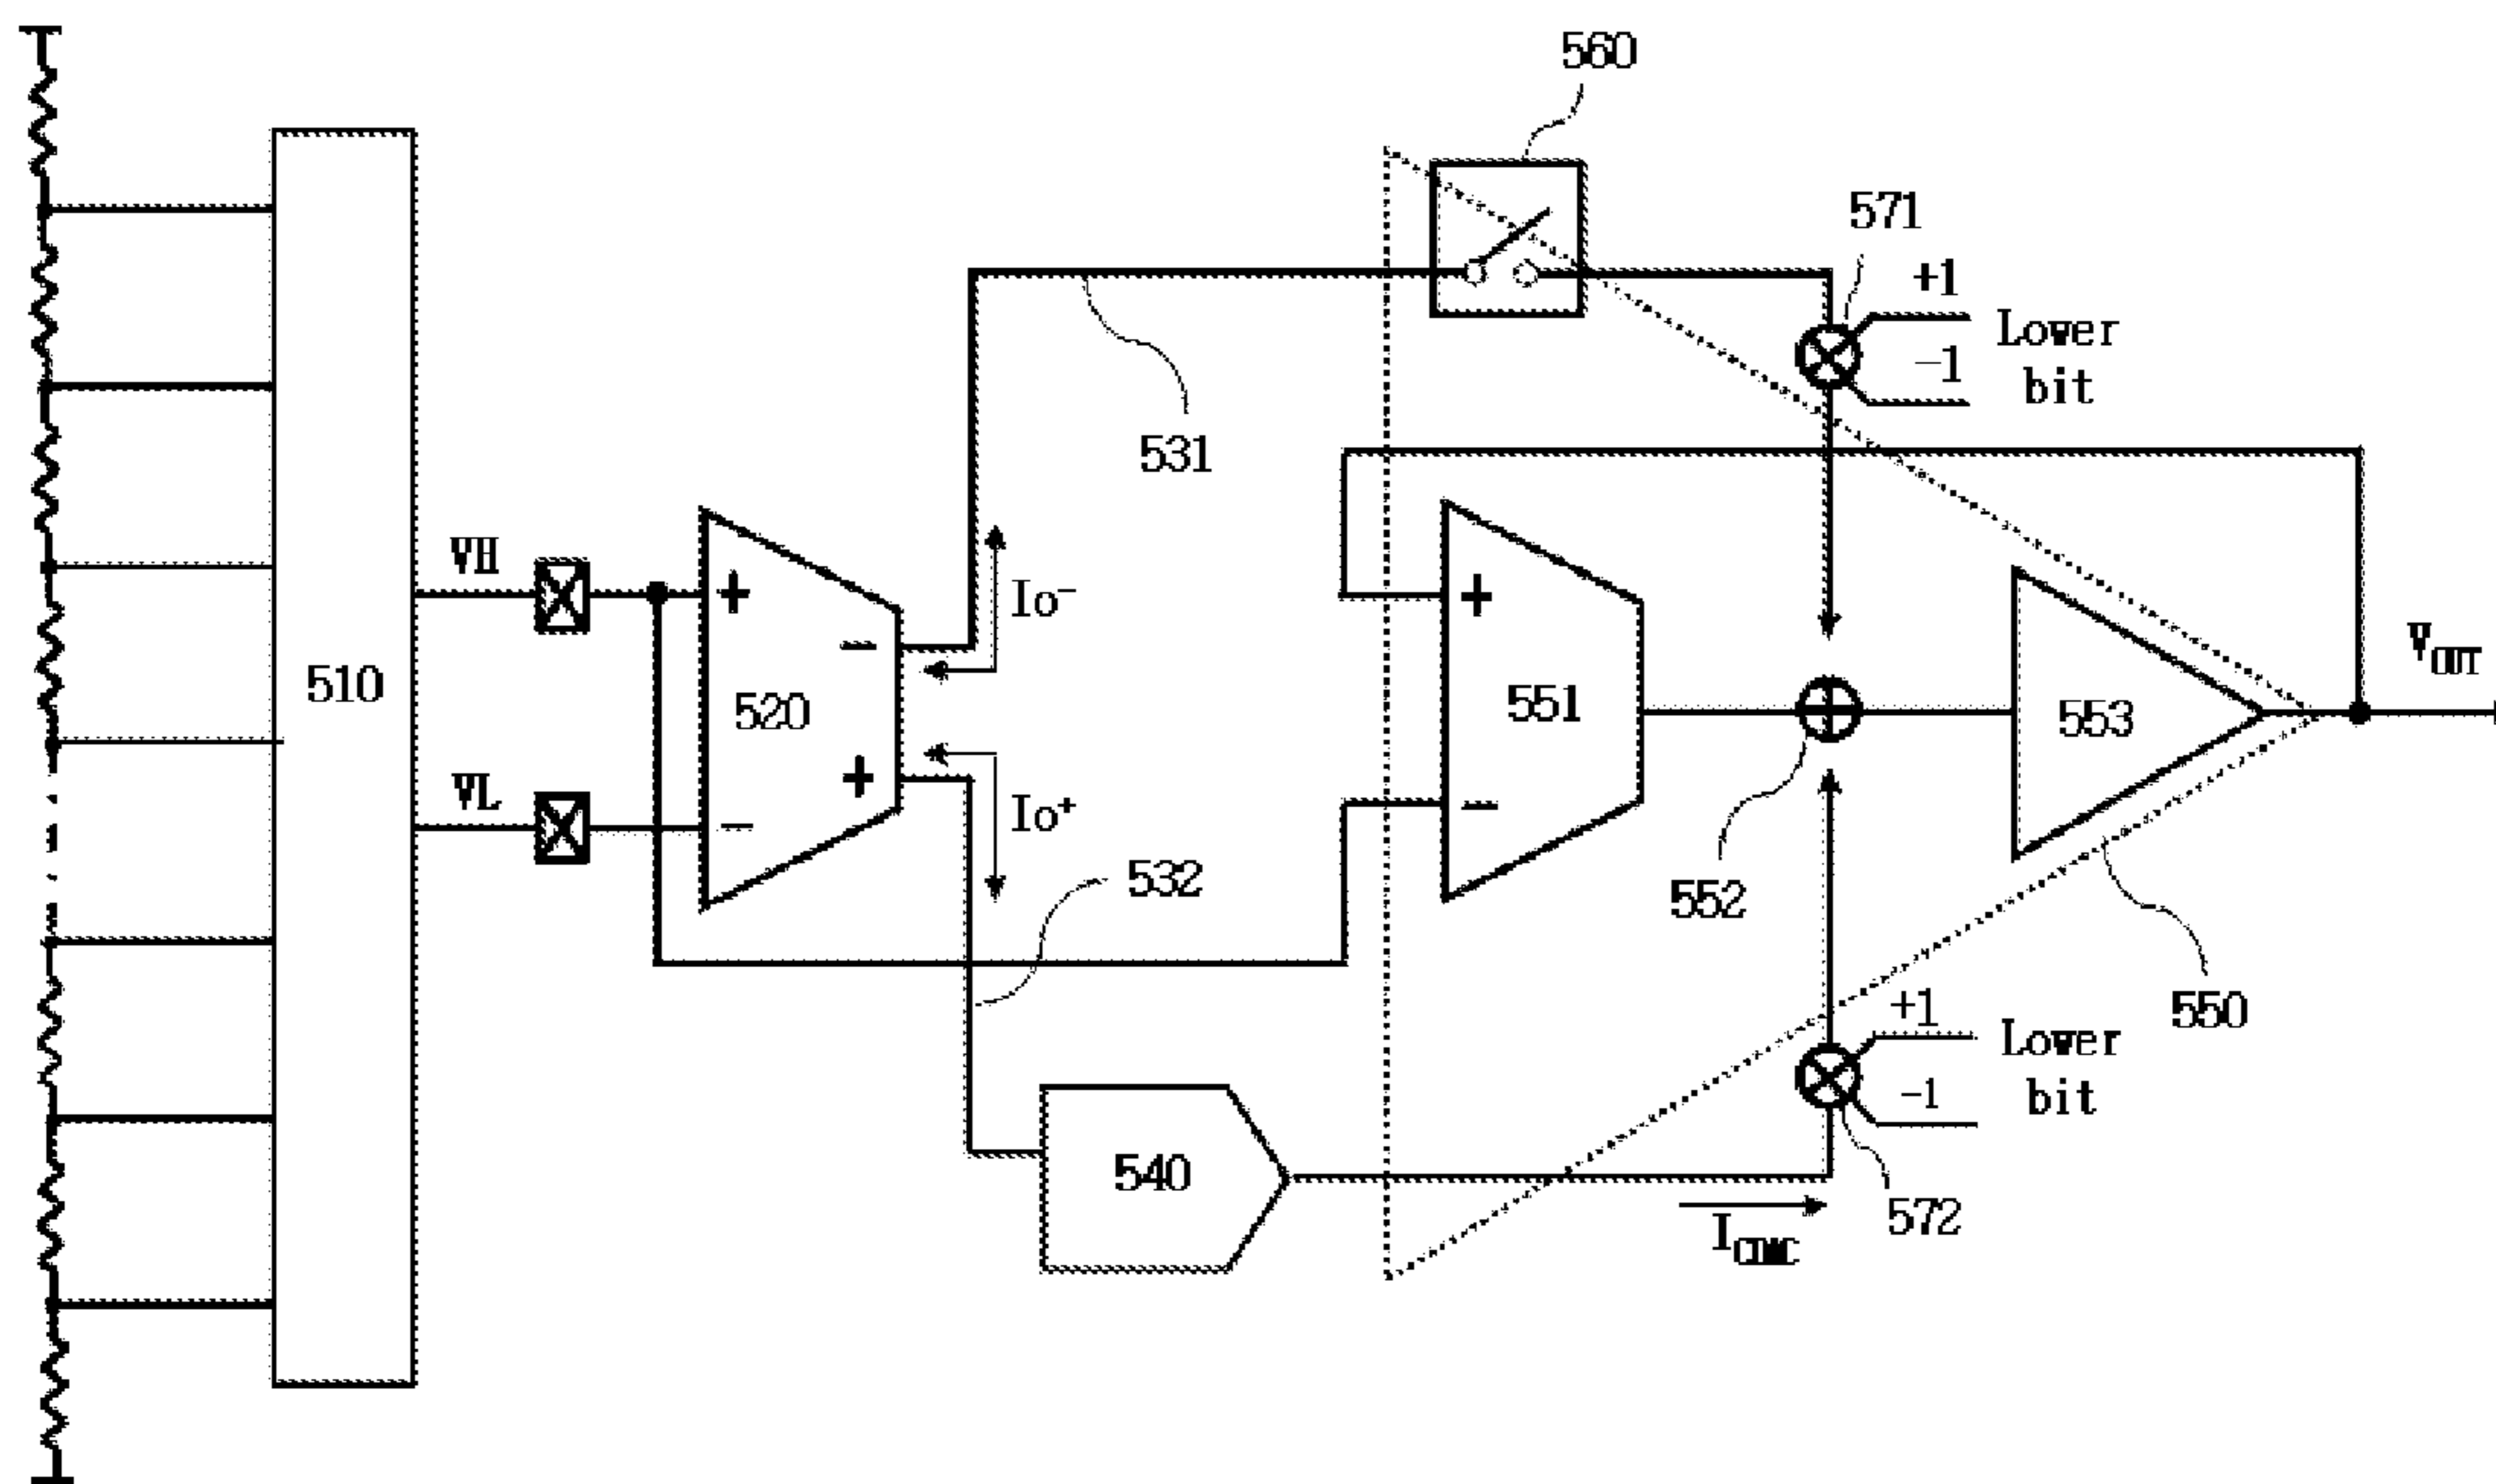 560
571
+1
Lower
-1
bit
531
VH
+
Io⁻
+
VOUT
−
510
520
551
553
VL
+
Io⁺
−
−
532
552
+1
550
Lower
-1
bit
540
572
ICDMC